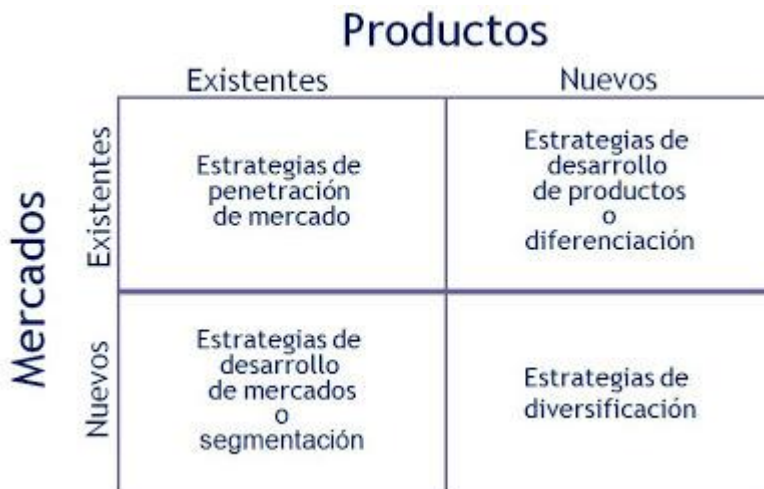 Productos
Existentes
Nuevos
Mercados
Existentes
Estrategias de
penetración
de mercado
Estrategias de
desarrollo
de productos
o
diferenciación
Nuevos
Estrategias de
desarrollo
de mercados
o
segmentación
Estrategias de
diversificación